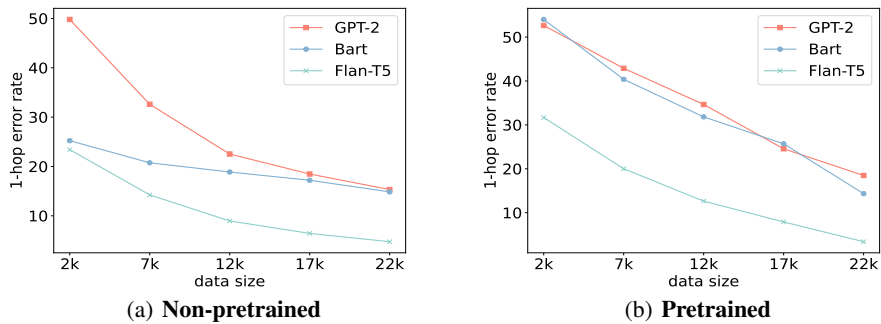 50
40
30
20
10
1-hop error rate
GPT-2
Bart
Flan-T5
2k 7k 12k 17k 22k
data size
(a) Non-pretrained
50
40
30
20
10
1-hop error rate
GPT-2
Bart
Flan-T5
2k 7k 12k 17k 22k
data size
(b) Pretrained